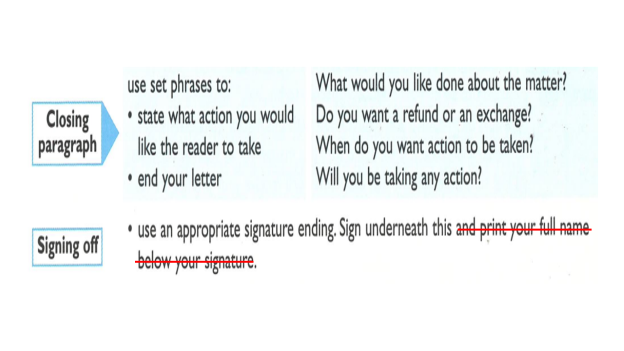 Closing
paragraph
use set phrases to:
• state what action you would
like the reader to take
• end your letter
What would you like done about the matter?
Do you want a refund or an exchange?
When do you want action to be taken?
Will you be taking any action?
Signing off
• use an appropriate signature ending. Sign underneath this and print your full name
below your signature.